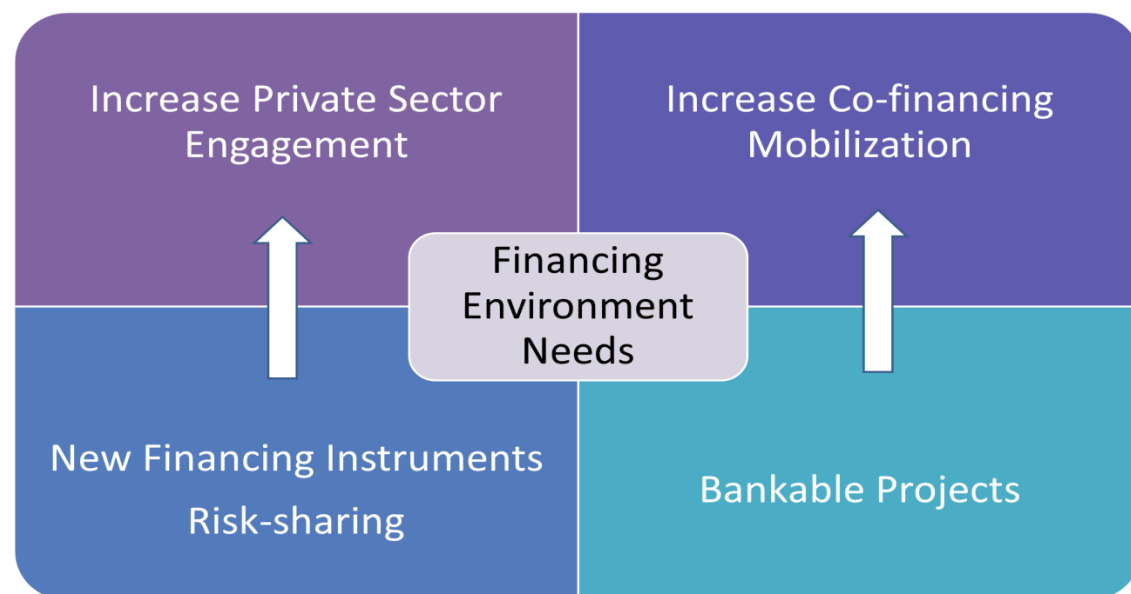 Increase Private Sector
Engagement
Increase Co-financing
Mobilization
Financing
Environment
Needs
New Financing Instruments
Risk-sharing
Bankable Projects